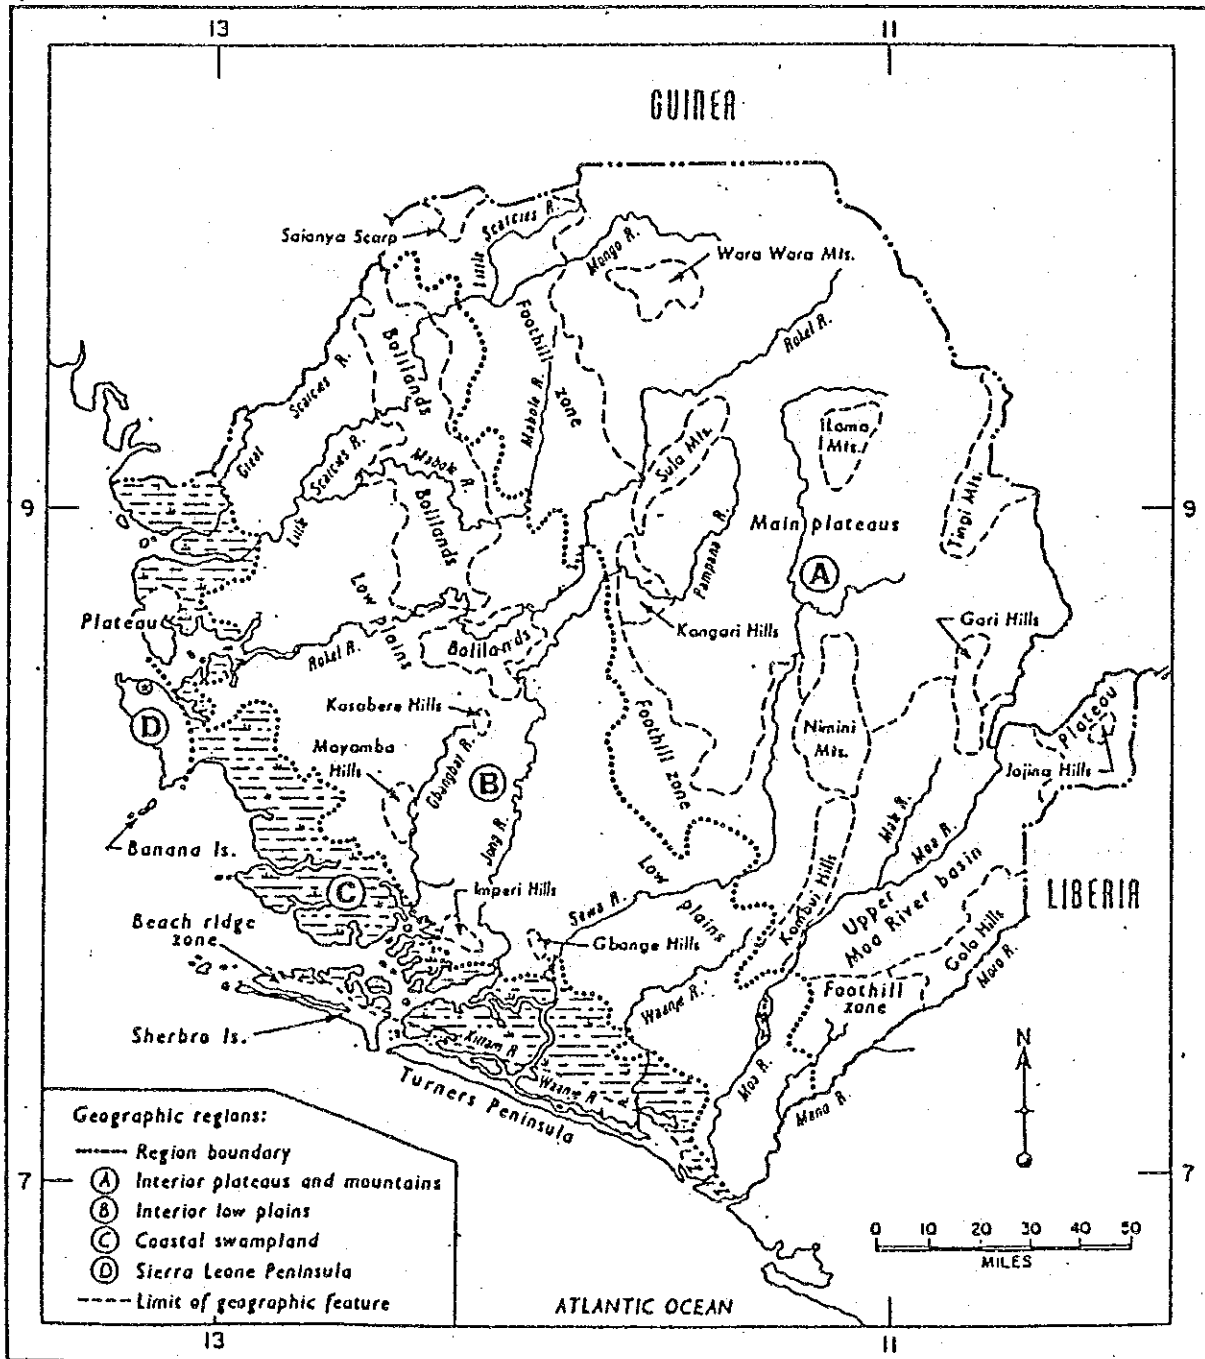 13
11
GUINEA
Saionya Scarp
Little
Scarcies R.
Mongo R.
Wara Wara Mts.
Foothill
zone
Rokel R.
Bolilands
Great
Scarcies R.
Mabole R.
Loma
Mts.
Sula Mts.
Little
Scarcies R.
Mabole R.
9
9
Bolilands
Main plateaus
Tingi Mts.
Pampana R.
A
Low
plains
Plateau
Kangari Hills
Gori Hills
Rokel R.
Bolilands
Kasabere Hills
D
Foothill zone
Nimini
Mts.
Plateau
Moyamba
Hills
Gbangbar R.
B
Jojina Hills
Jong R.
Male R.
Moa R.
Banana Is.
Low
plains
C
Imperi Hills
Sewa R.
Kambui Hills
Upper
Moa River basin
LIBERIA
Beach ridge
zone
Gbange Hills
Gola Hills
Moro R.
Waanje R.
Foothill
zone
Sherbro Is.
Kittam R.
Waanje R.
Turners Peninsula
Moa R.
Mano R.
N
Geographic regions:
Region boundary
A Interior plateaus and mountains
B Interior low plains
C Coastal swampland
D Sierra Leone Peninsula
Limit of geographic feature
7
7
0 10 20 30 40 50
MILES
ATLANTIC OCEAN
13
11